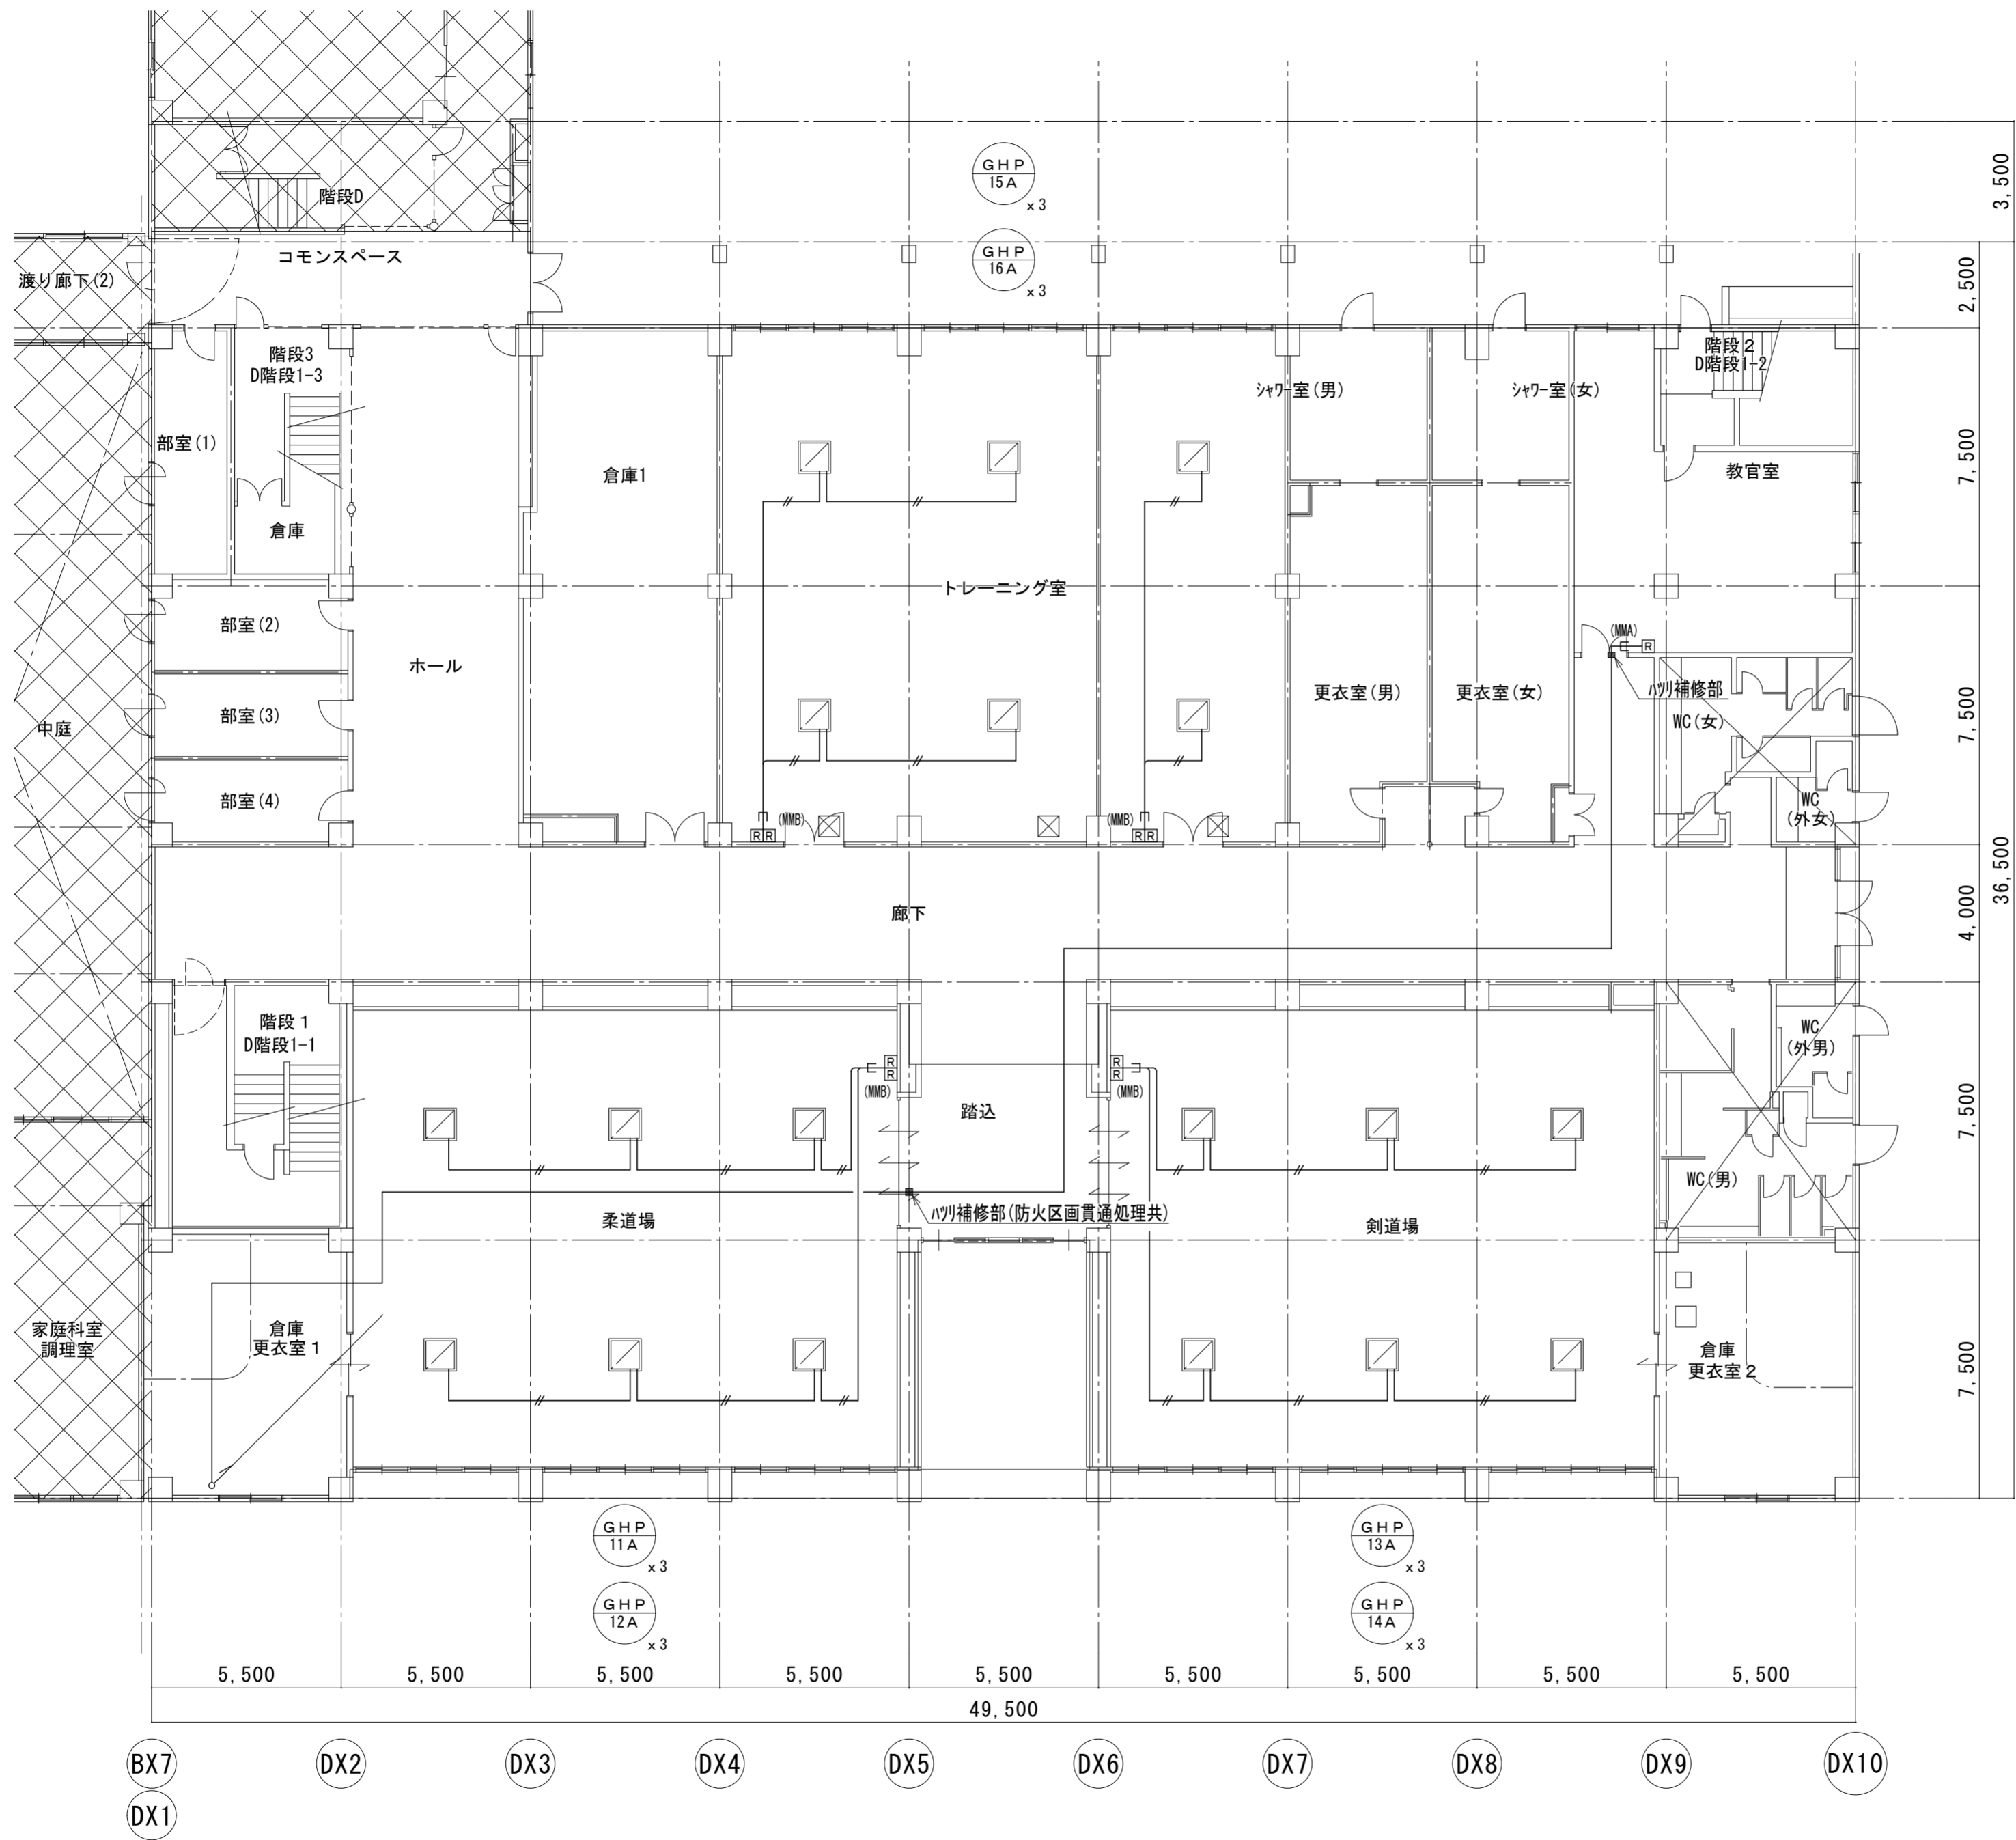 GHP
15A
x3
3,500
階段D
GHP
16A
x3
コモンスペース
渡り廊下(2)
2,500
階段3
D階段1-3
階段2
D階段1-2
シャワー室(男)
シャワー室(女)
部室(1)
倉庫1
教官室
7,500
倉庫
トレーニング室
部室(2)
(MMA)
R
ホール
更衣室(男)
更衣室(女)
ハツリ補修部
WC(女)
部室(3)
中庭
7,500
部室(4)
WC
(外女)
(MMB)
R R
(MMB)
R R
36,500
廊下
4,000
階段1
D階段1-1
WC
(外男)
R
R
(MMB)
R
R
(MMB)
踏込
7,500
WC(男)
ハツリ補修部(防火区画貫通処理共)
柔道場
剣道場
家庭科室
調理室
倉庫
更衣室1
倉庫
更衣室2
7,500
GHP
11A
x3
GHP
13A
x3
GHP
12A
x3
GHP
14A
x3
5,500
5,500
5,500
5,500
5,500
5,500
5,500
5,500
5,500
49,500
BX7
DX2
DX3
DX4
DX5
DX6
DX7
DX8
DX9
DX10
DX1